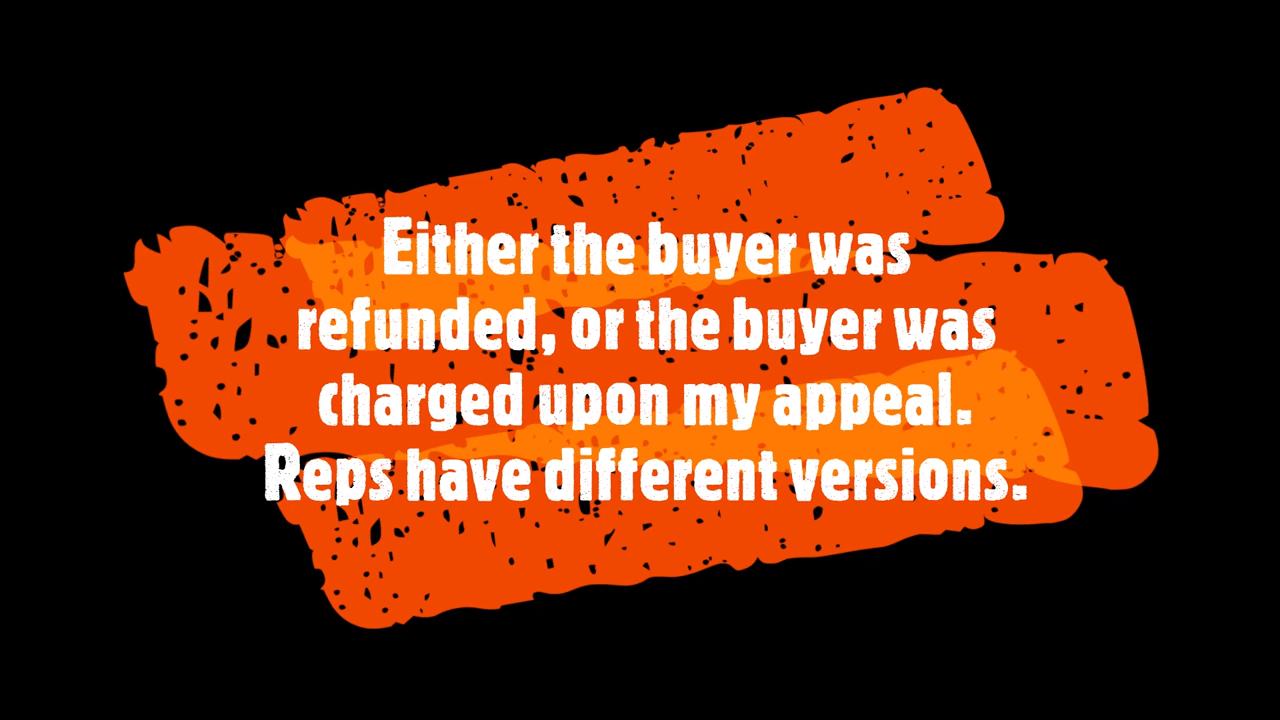 Either the buyer was
refunded, or the buyer was
charged upon my appeal.
Reps have different versions.